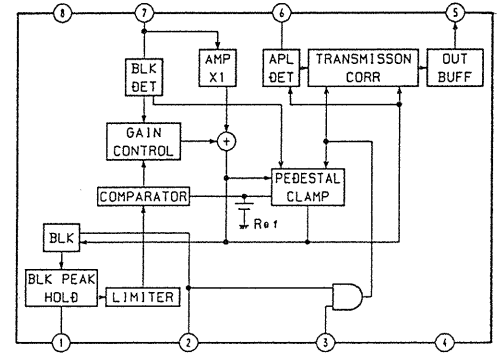 8 7 6 5
BLK
DET
AMP
X1
APL
DET
TRANSMISSON
CORR
OUT
BUFF
GAIN
CONTROL
+
PEDESTAL
CLAMP
COMPARATOR
Ref
BLK
BLK PEAK
HOLD
LIMITER
1 2 3 4